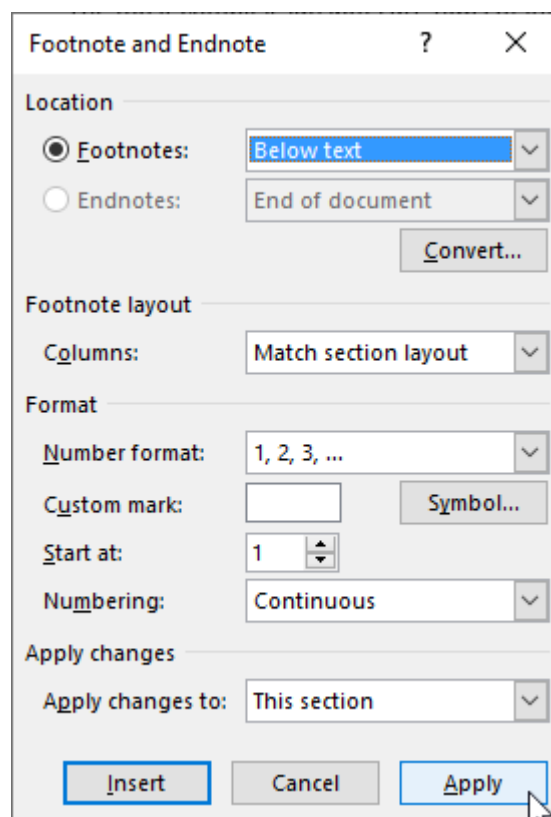 Footnote and Endnote ? ✕
Location
Footnotes: Below text
Endnotes: End of document
Convert...
Footnote layout
Columns: Match section layout
Format
Number format: 1, 2, 3, ...
Custom mark: Symbol...
Start at: 1
Numbering: Continuous
Apply changes
Apply changes to: This section
Insert Cancel Apply